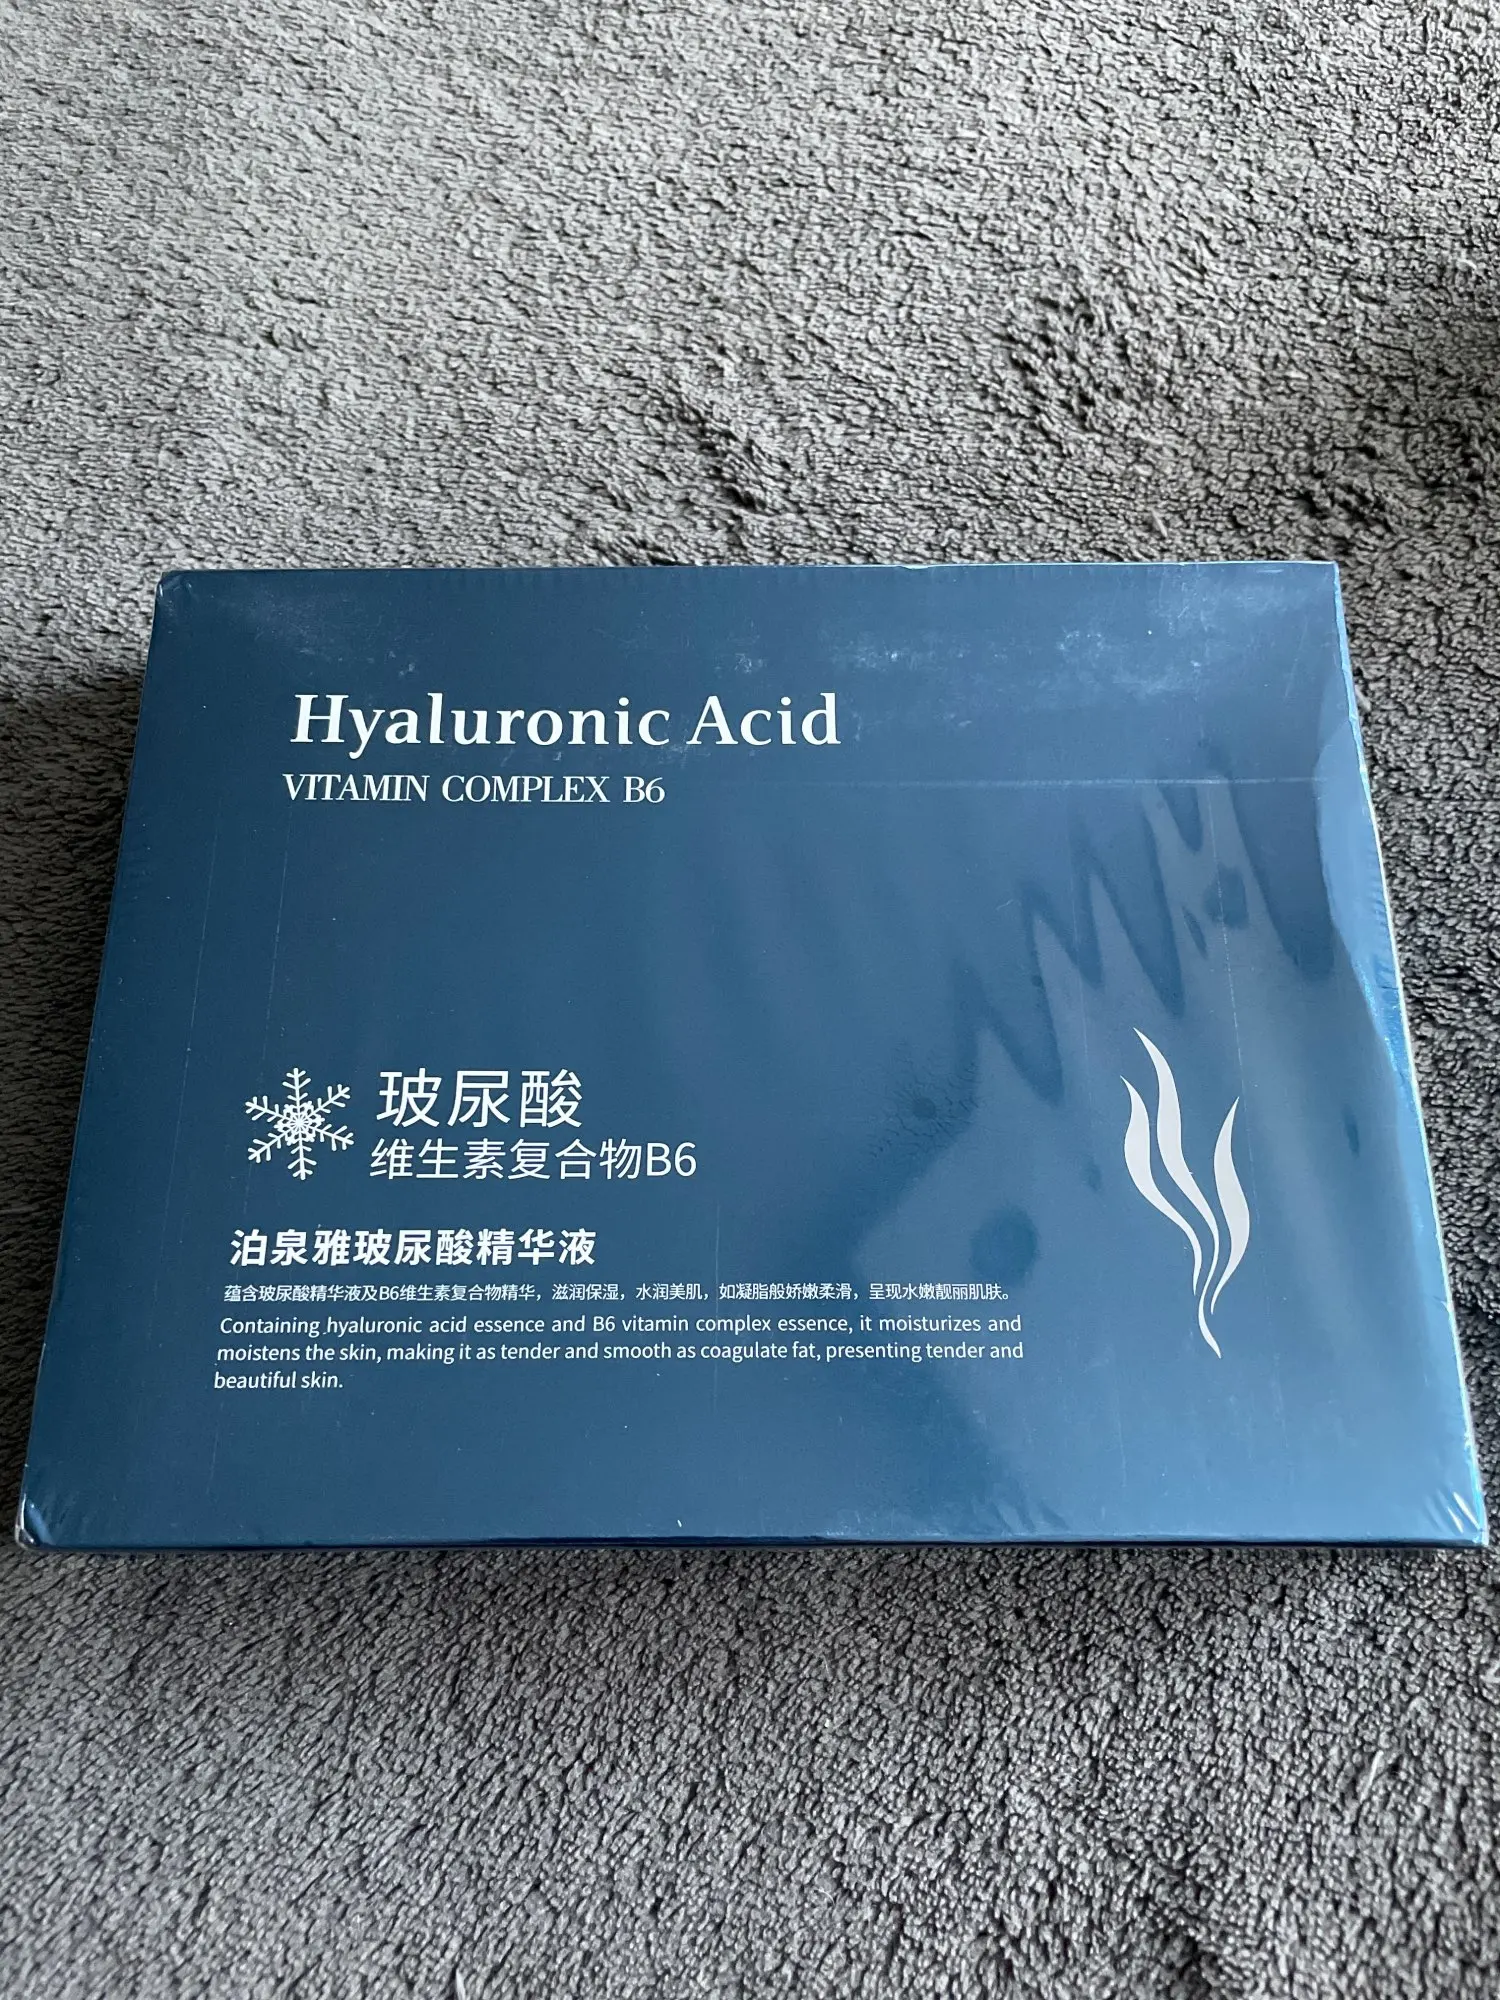 Hyaluronic Acid
VITAMIN COMPLEX B6
玻尿酸
维生素复合物B6
泊泉雅玻尿酸精华液
蕴含玻尿酸精华液及B6维生素复合物精华，滋润保湿，水润美肌，如凝脂般娇嫩柔滑，呈现水嫩靓丽肌肤。
Containing hyaluronic acid essence and B6 vitamin complex essence, it moisturizes and
moistens the skin, making it as tender and smooth as coagulate fat, presenting tender and
beautiful skin.